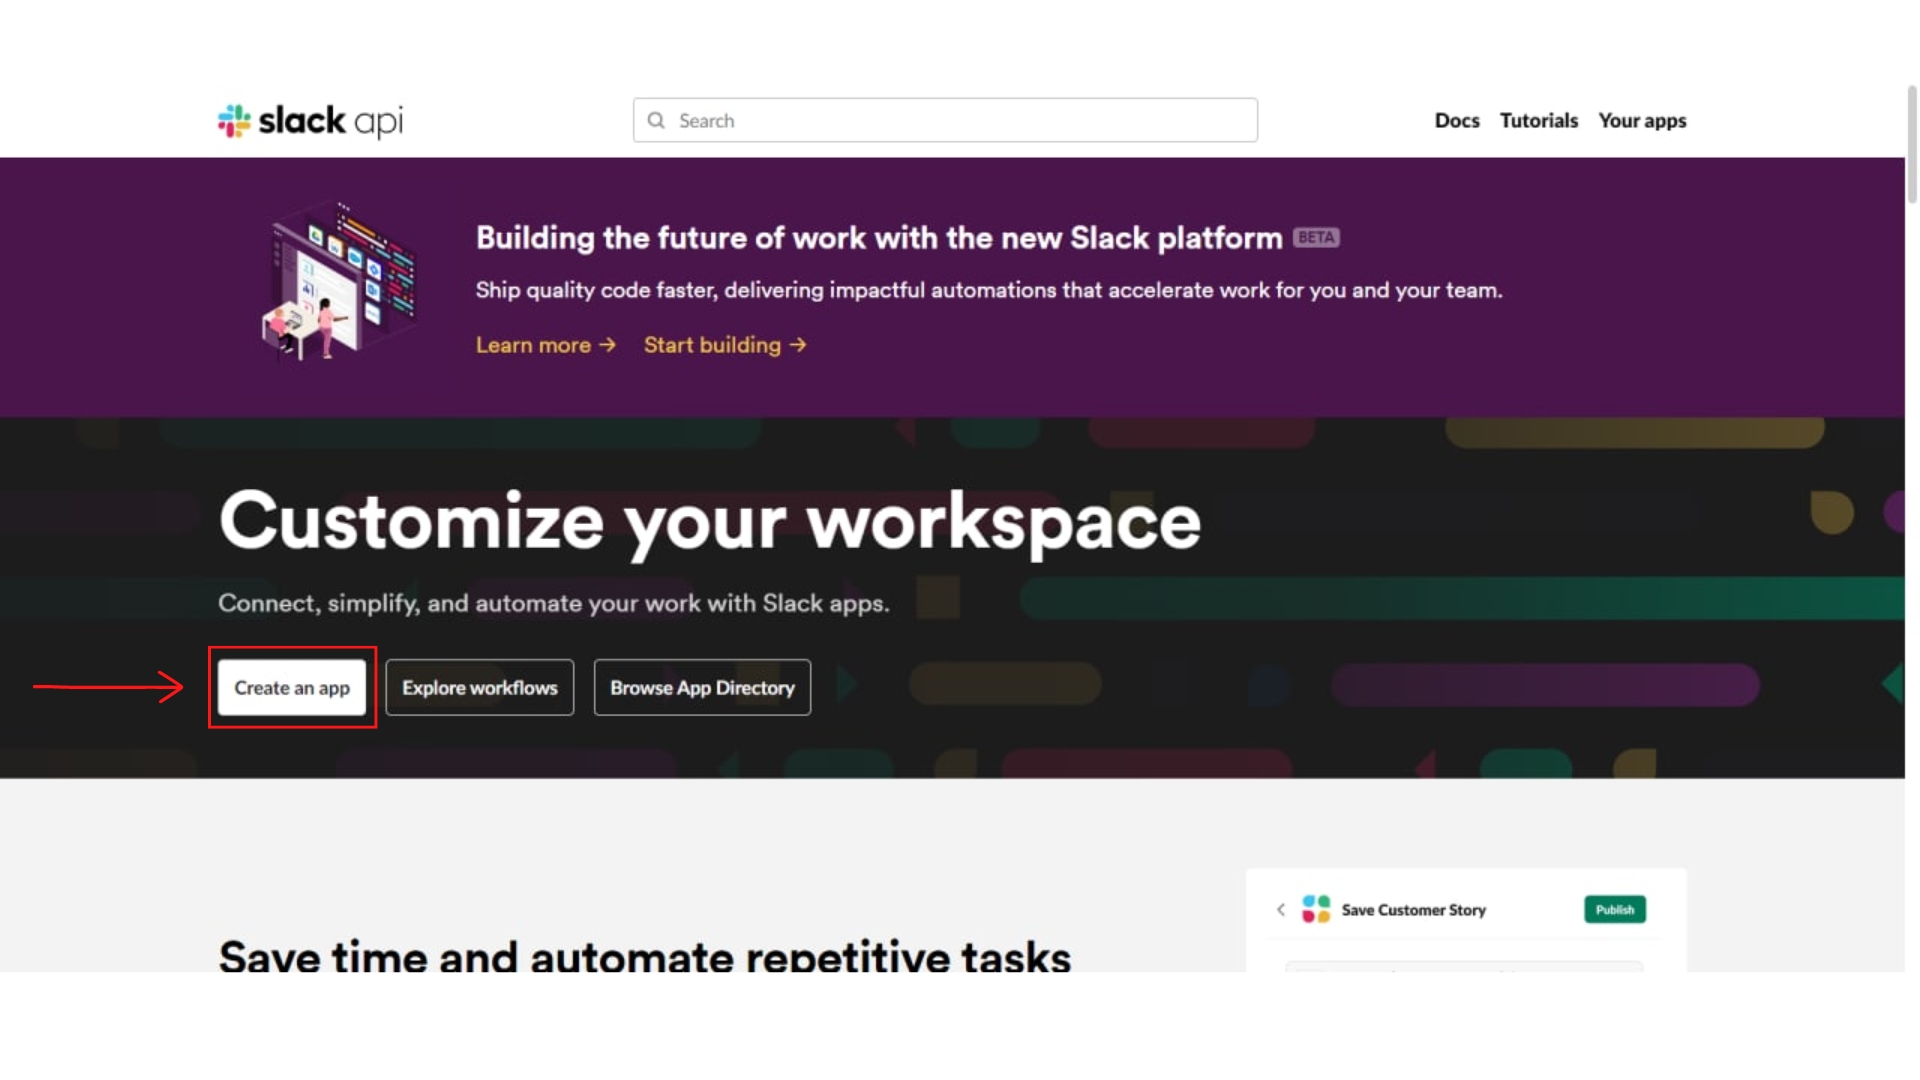 slack api
Search
Docs
Tutorials
Your apps
Building the future of work with the new Slack platform BETA
Ship quality code faster, delivering impactful automations that accelerate work for you and your team.
Learn more →
Start building →
Customize your workspace
Connect, simplify, and automate your work with Slack apps.
Create an app
Explore workflows
Browse App Directory
Save Customer Story
Publish
Save time and automate repetitive tasks